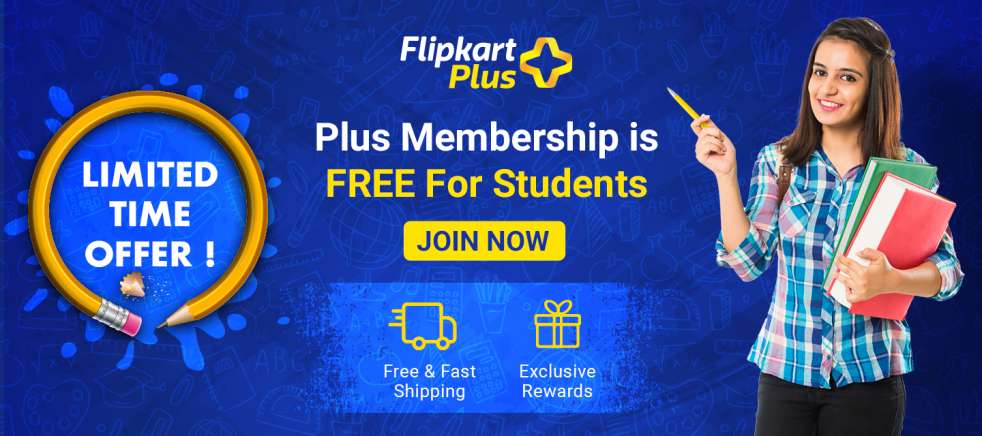 LIMITED
TIME
OFFER !
Flipkart
Plus
Plus Membership is
FREE For Students
JOIN NOW
Free & Fast
Shipping
Exclusive
Rewards